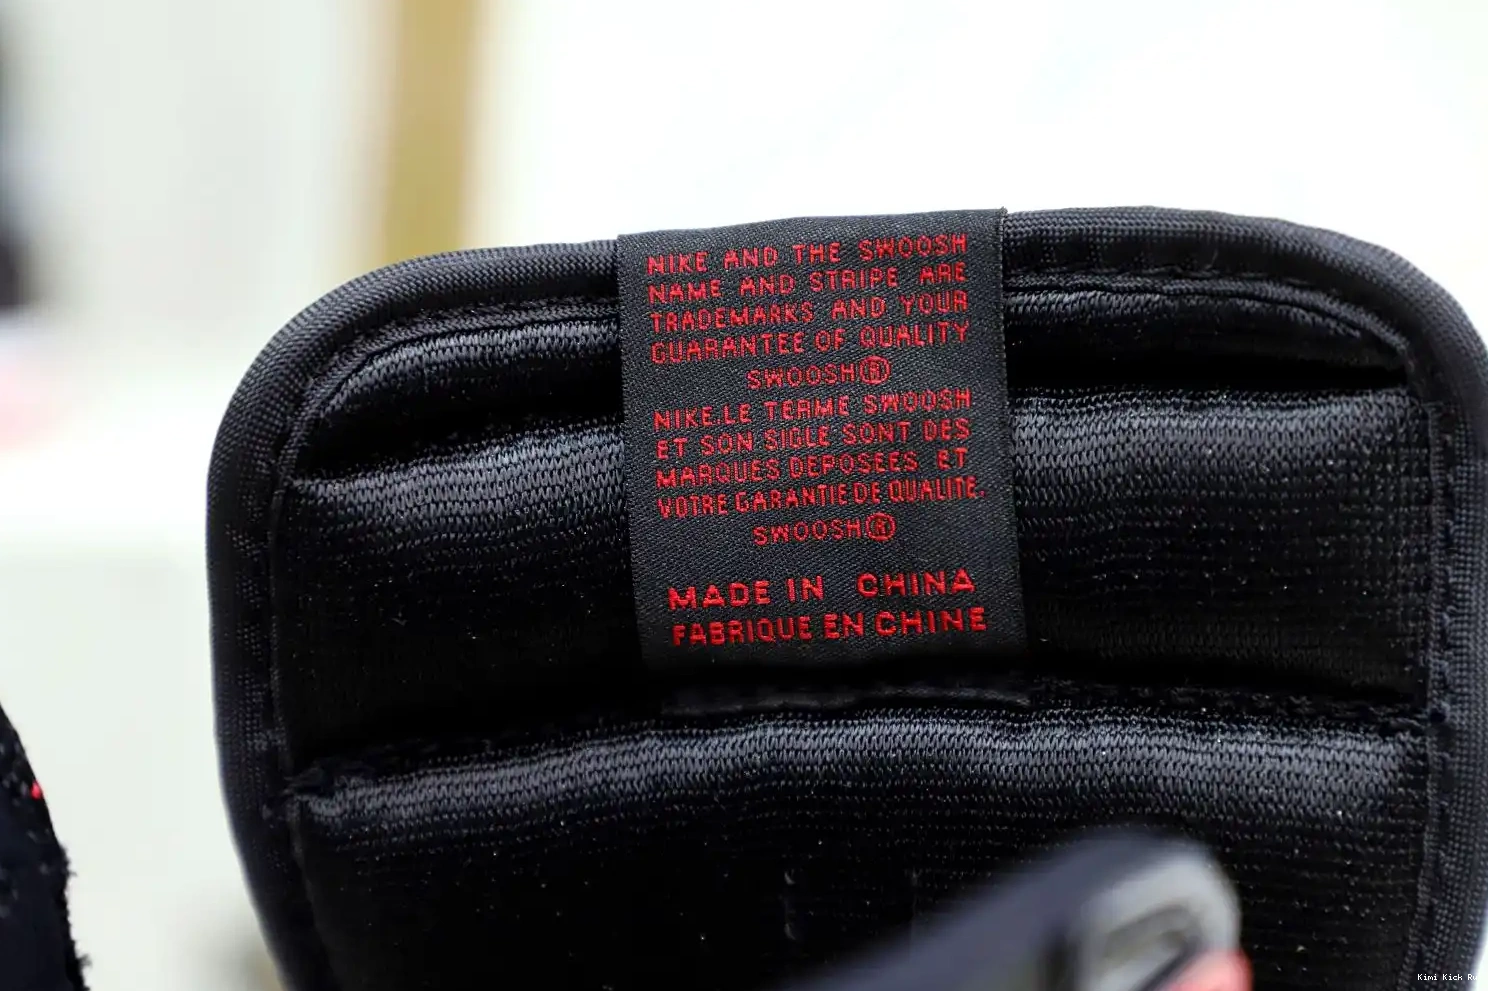 NIKE AND THE SWOOSH
NAME AND STRIPE ARE
TRADEMARKS AND YOUR
GUARANTEE OF QUALITY
SWOOSH®
NIKE.LE TERME SWOOSH
ET SON SIGLE SONT DES
MARQUES DEPOSEES ET
VOTRE GARANTIE DE QUALITE.
SWOOSH®
MADE IN CHINA
FABRIQUE EN CHINE
Kimi Kick